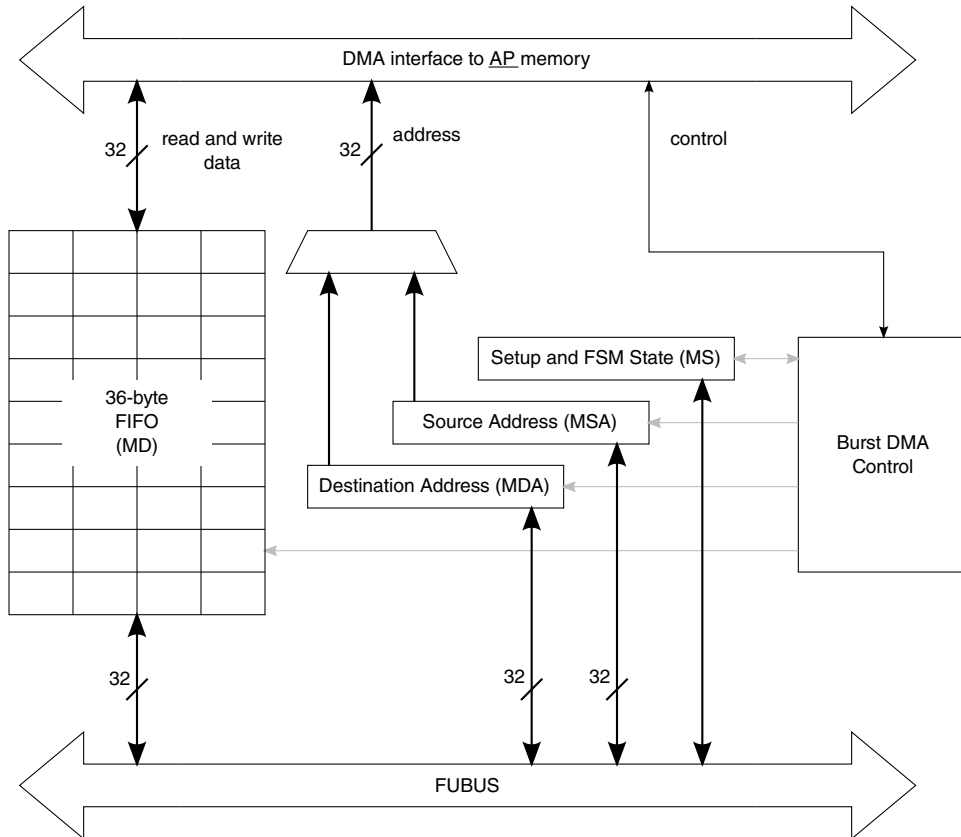 DMA interface to AP memory
32
read and write
data
32
address
control
Setup and FSM State (MS)
36-byte
FIFO
(MD)
Source Address (MSA)
Burst DMA
Control
Destination Address (MDA)
32
32
32
FUBUS